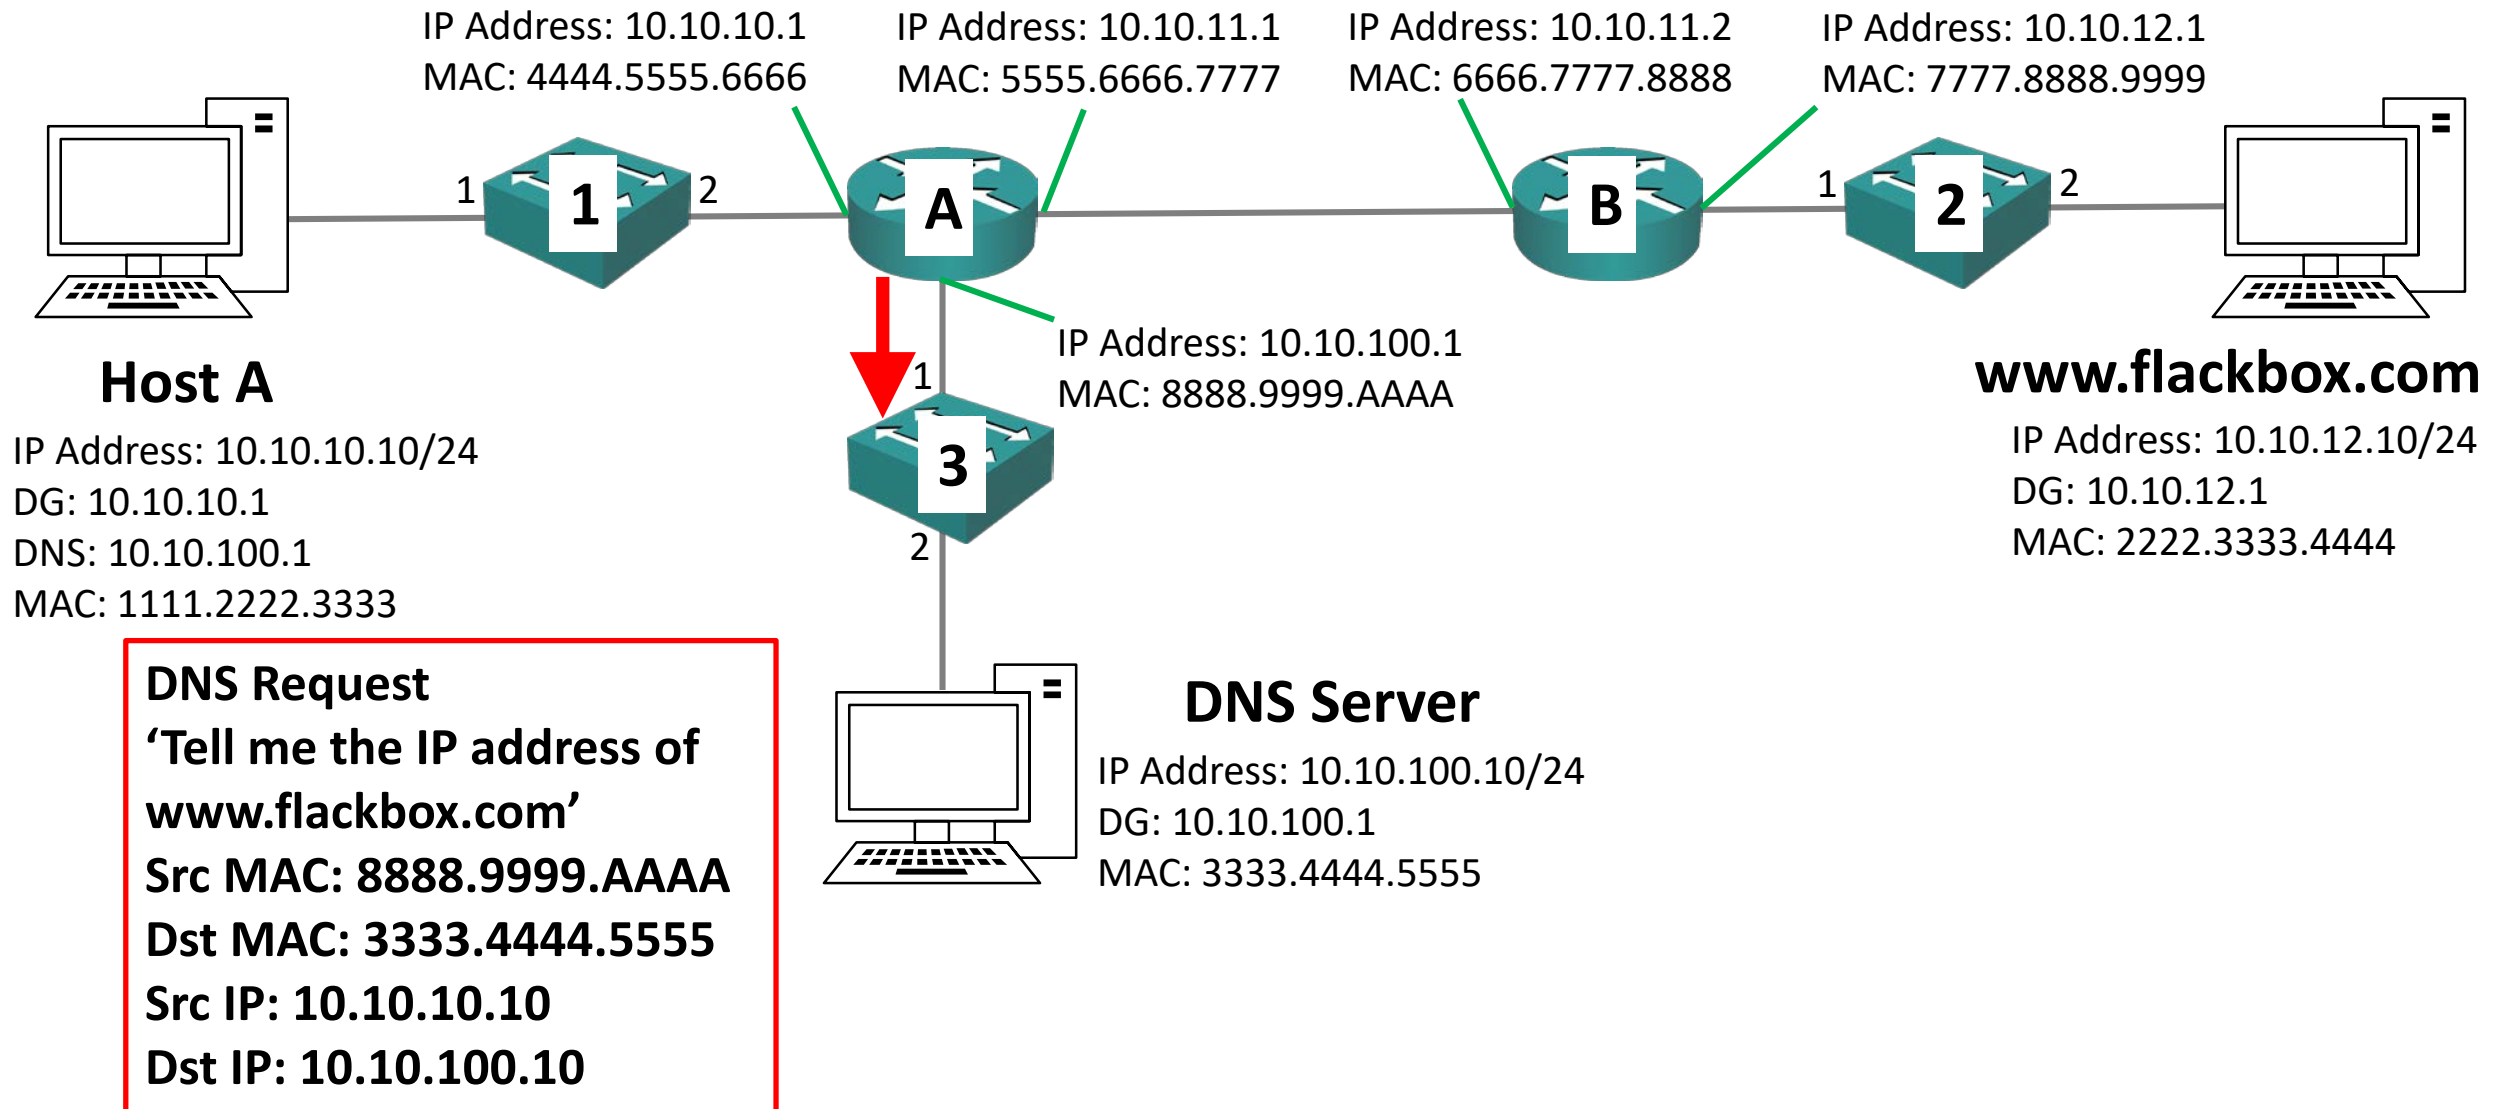 IP Address: 10.10.10.1
MAC: 4444.5555.6666
IP Address: 10.10.11.1
MAC: 5555.6666.7777
IP Address: 10.10.11.2
MAC: 6666.7777.8888
IP Address: 10.10.12.1
MAC: 7777.8888.9999
1
1
2
A
B
1
2
2
IP Address: 10.10.100.1
MAC: 8888.9999.AAAA
1
3
2
Host A
IP Address: 10.10.10.10/24
DG: 10.10.10.1
DNS: 10.10.100.1
MAC: 1111.2222.3333
www.flackbox.com
IP Address: 10.10.12.10/24
DG: 10.10.12.1
MAC: 2222.3333.4444
DNS Request
‘Tell me the IP address of
www.flackbox.com’
Src MAC: 8888.9999.AAAA
Dst MAC: 3333.4444.5555
Src IP: 10.10.10.10
Dst IP: 10.10.100.10
DNS Server
IP Address: 10.10.100.10/24
DG: 10.10.100.1
MAC: 3333.4444.5555